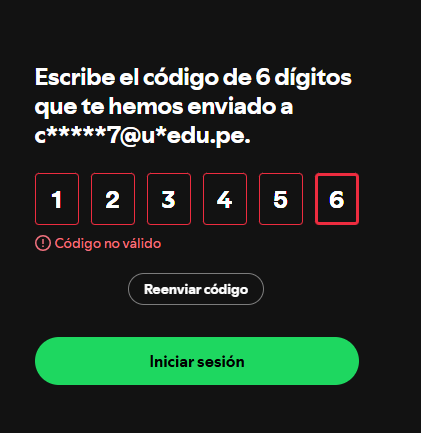 Escribe el código de 6 dígitos
que te hemos enviado a
c*****7@u*edu.pe.
1 2 3 4 5 6
Código no válido
Reenviar código
Iniciar sesión